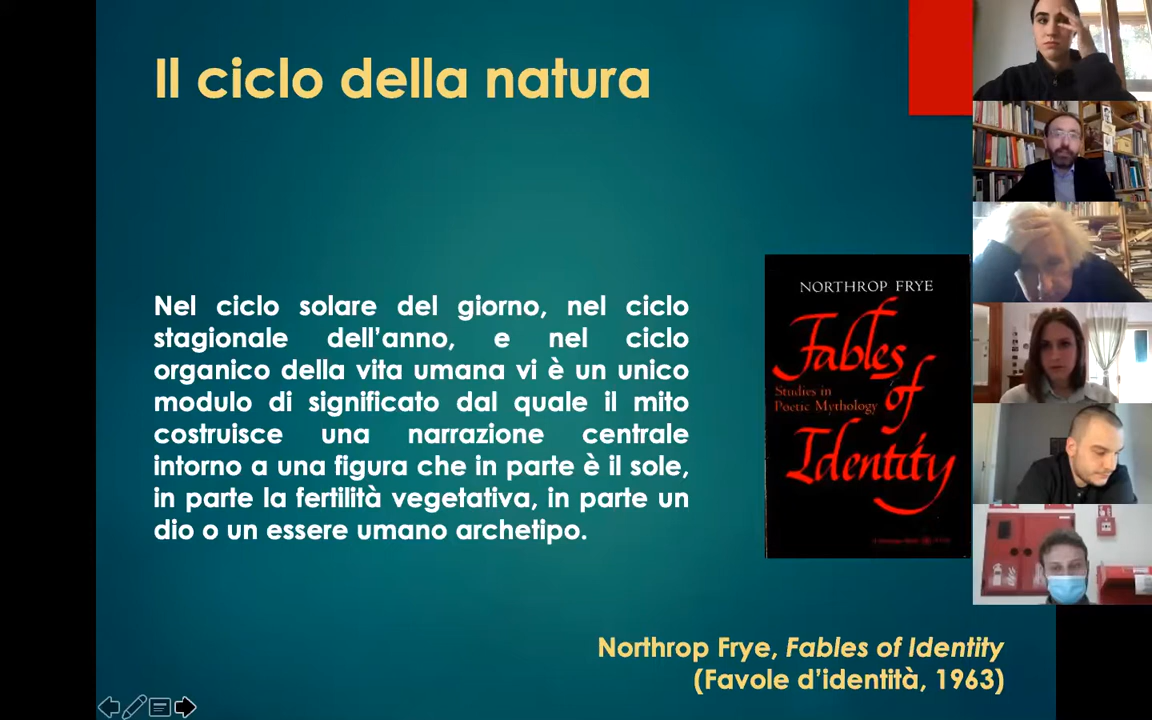 Il ciclo della natura
Nel ciclo solare del giorno, nel ciclo
stagionale dell’anno, e nel ciclo
organico della vita umana vi è un unico
modulo di significato dal quale il mito
costruisce una narrazione centrale
intorno a una figura che in parte è il sole,
in parte la fertilità vegetativa, in parte un
dio o un essere umano archetipo.
NORTHROP FRYE
Fables
of
Studies in
Poetic Mythology
Identity
Northrop Frye, Fables of Identity
(Favole d’identità, 1963)